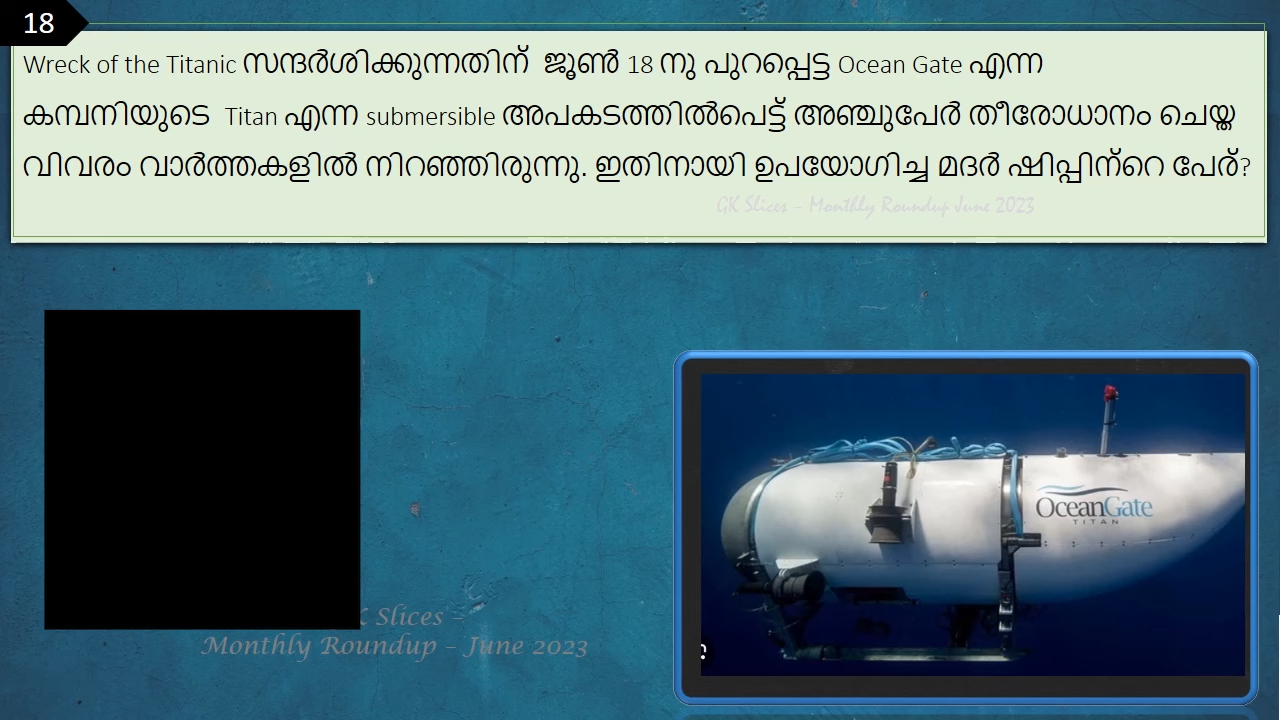 18
Wreck of the Titanic സന്ദർശിക്കുന്നതിന് ജൂൺ 18 നു പുറപ്പെട്ട Ocean Gate എന്ന
കമ്പനിയുടെ Titan എന്ന submersible അപകടത്തിൽപെട്ട് അഞ്ചുപേർ തീരോധാനം ചെയ്ത
വിവരം വാർത്തകളിൽ നിറഞ്ഞിരുന്നു. ഇതിനായി ഉപയോഗിച്ച മദർ ഷിപ്പിന്റെ പേര്?
GK Slices – Monthly Roundup June 2023
OceanGate
TITAN
Slices –
Monthly Roundup – June 2023